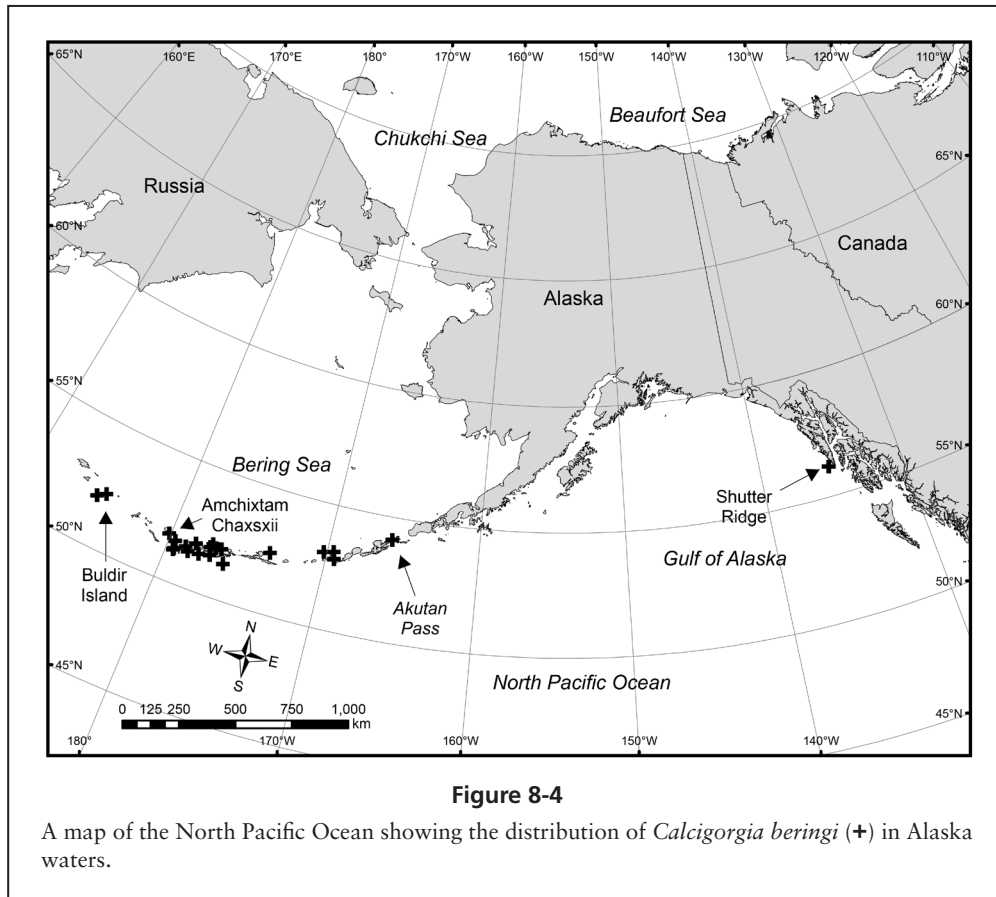 65°N 160°E 170°E 180° 170°W 160°W 150°W 140°W 130°W 120°W 110°W
Beaufort Sea
Chukchi Sea
65°N
Russia
60°N
Canada
Alaska
60°N
55°N
55°N
Bering Sea
Amchixtam
Chaxsxii
Shutter
Ridge
50°N
Gulf of Alaska
Buldir
Island
50°N
Akutan
Pass
N
W
E
S
45°N
North Pacific Ocean
0 125 250 500 750 1,000
km
45°N
180° 170°W 160°W 150°W 140°W
Figure 8-4
A map of the North Pacific Ocean showing the distribution of Calcigorgia beringi (+) in Alaska
waters.